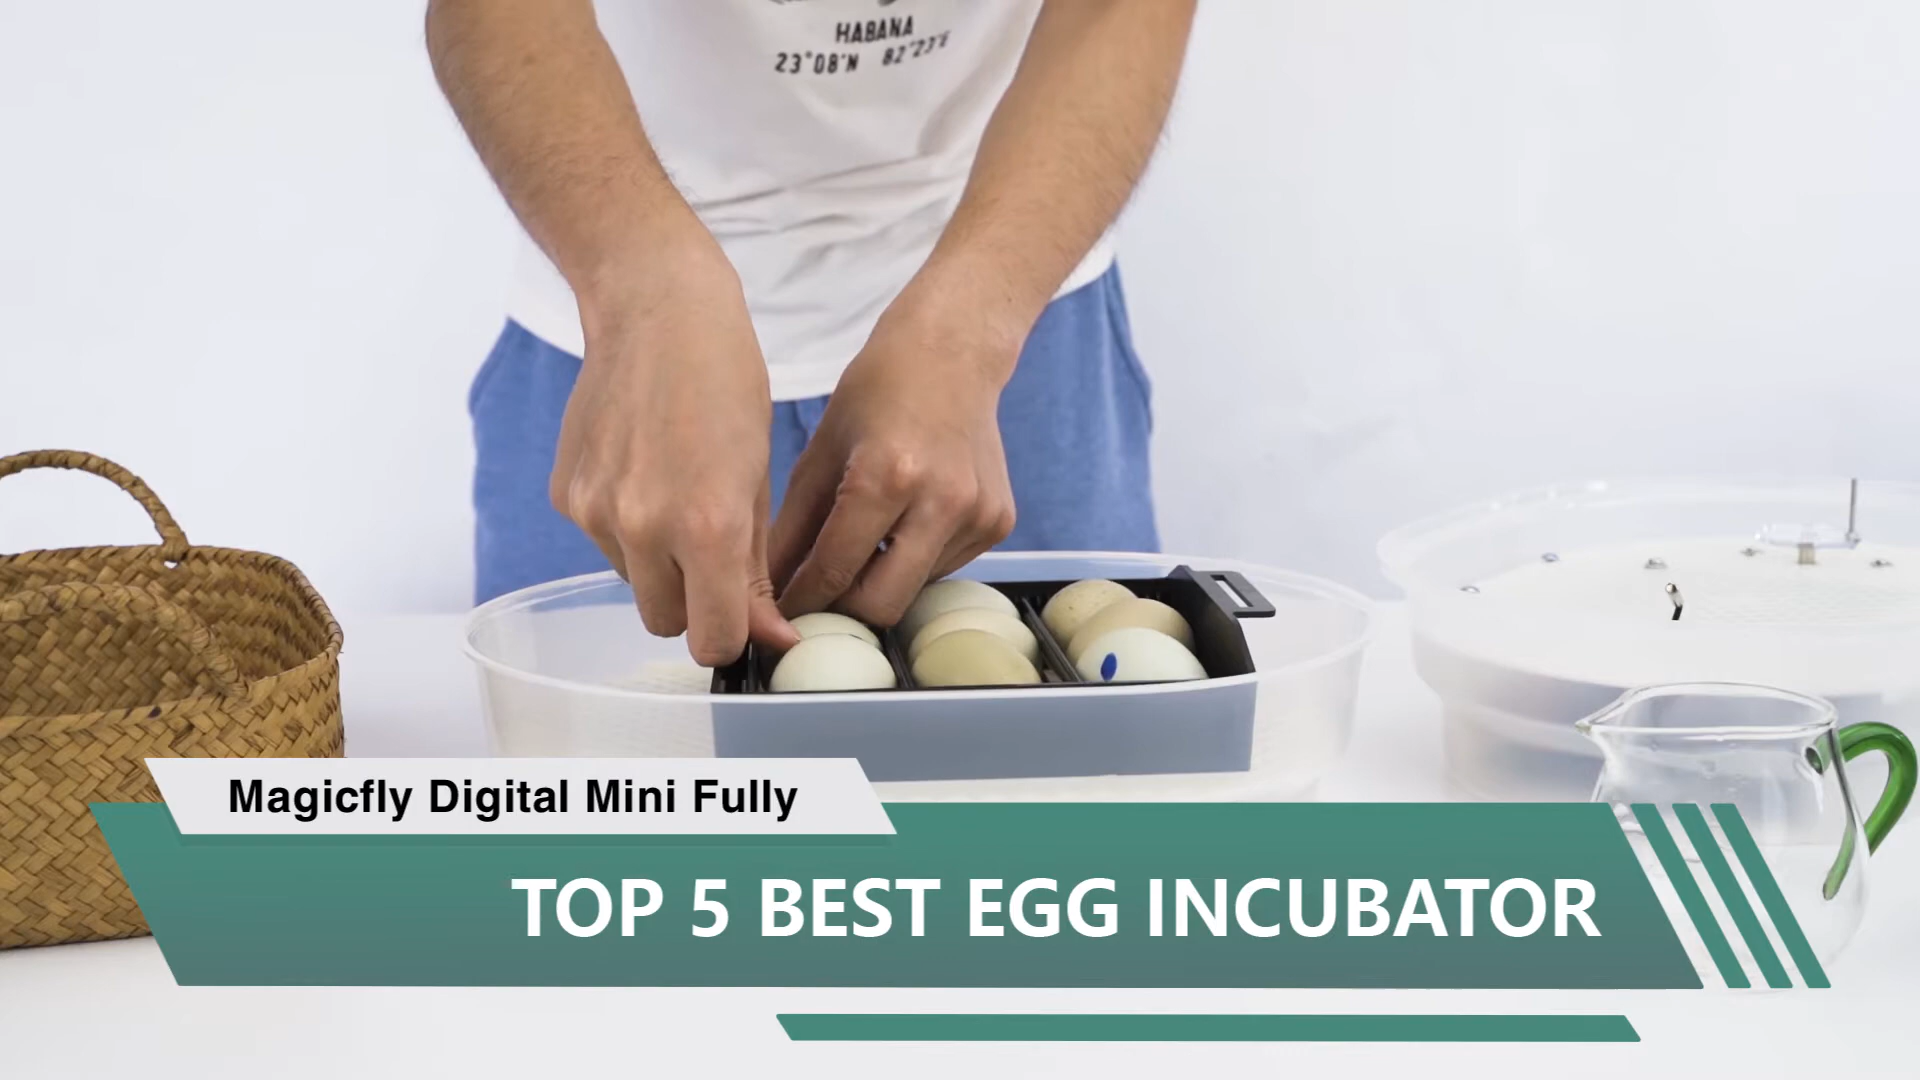 HABANA
23°08'N 82°23'E
Magicfly Digital Mini Fully
TOP 5 BEST EGG INCUBATOR